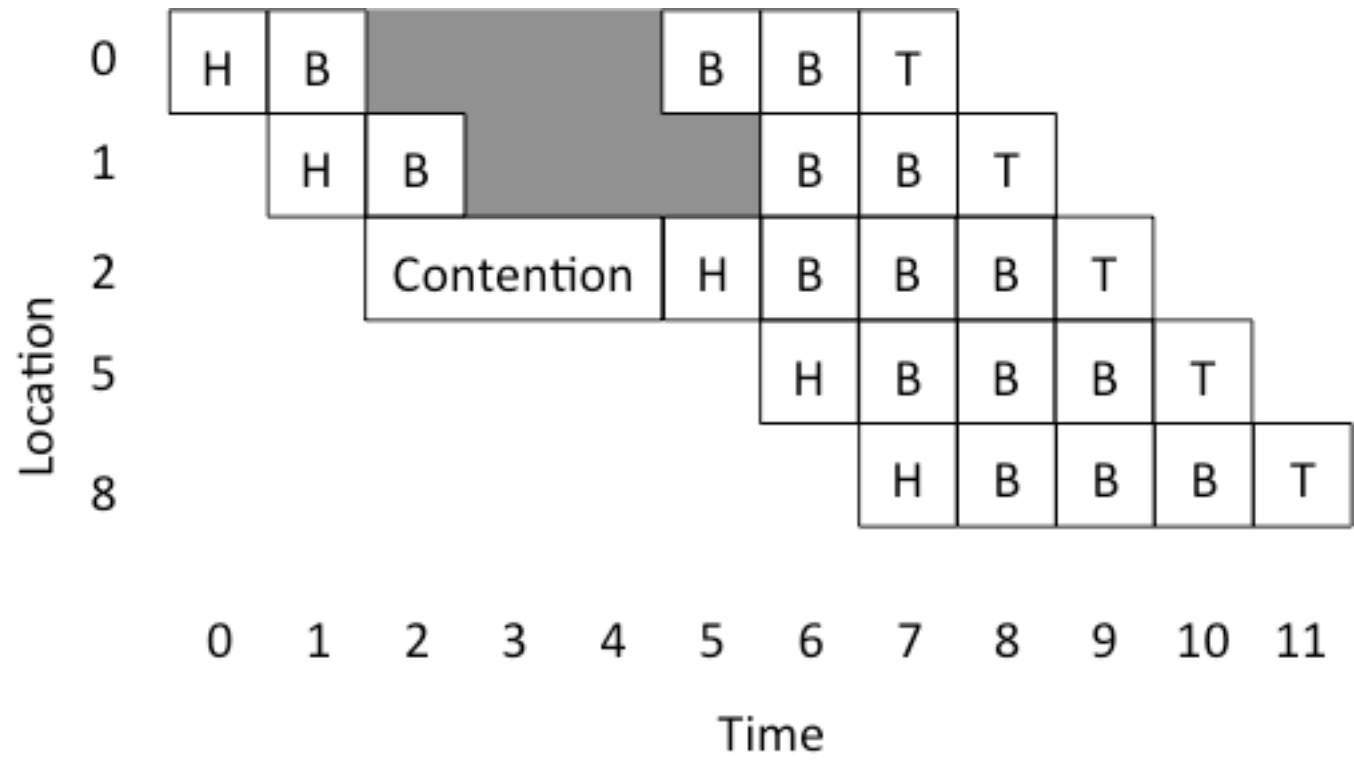 0 H B B B T
1 H B B B T
2 Contention H B B B T
5 H B B B T
8 H B B B T
Location
0 1 2 3 4 5 6 7 8 9 10 11
Time